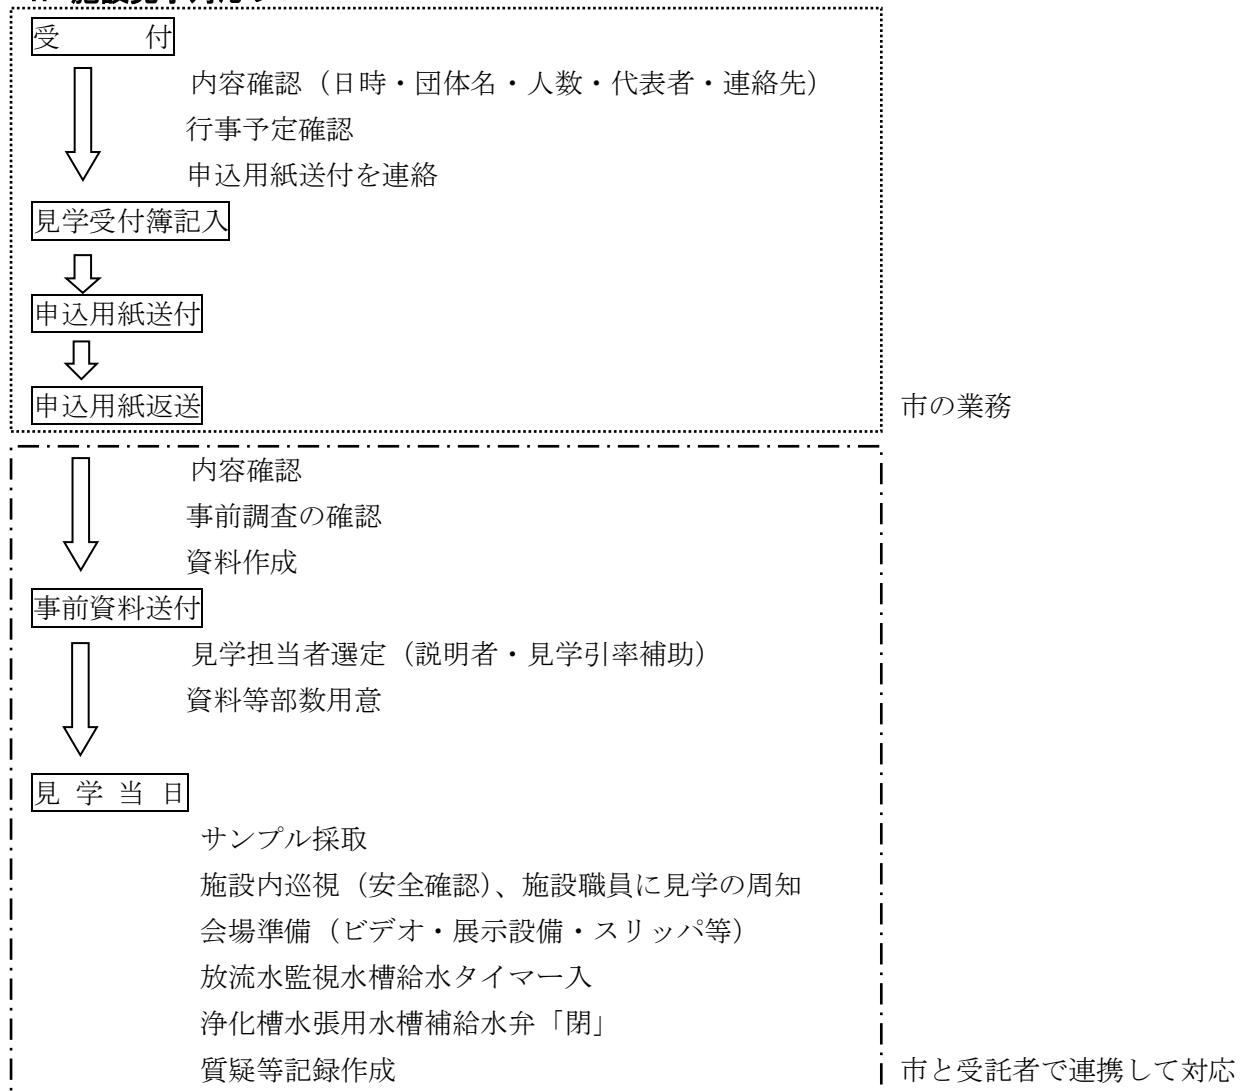 受　　　付
内容確認（日時・団体名・人数・代表者・連絡先）
行事予定確認
申込用紙送付を連絡
見学受付簿記入
申込用紙送付
申込用紙返送
市の業務
内容確認
事前調査の確認
資料作成
事前資料送付
見学担当者選定（説明者・見学引率補助）
資料等部数用意
見 学 当 日
サンプル採取
施設内巡視（安全確認）、施設職員に見学の周知
会場準備（ビデオ・展示設備・スリッパ等）
放流水監視水槽給水タイマー入
浄化槽水張用水槽補給水弁「閉」
質疑等記録作成
市と受託者で連携して対応